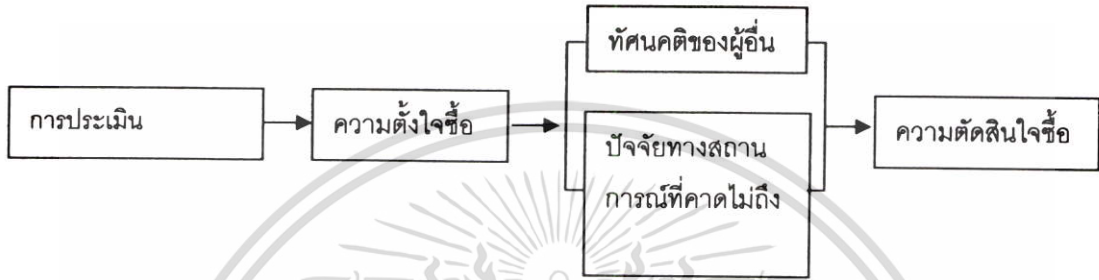 การประเมิน
ความตั้งใจซื้อ
ทัศนคติของผู้อื่น
ปัจจัยทางสถาน
การณ์ที่คาดไม่ถึง
ความตัดสินใจซื้อ